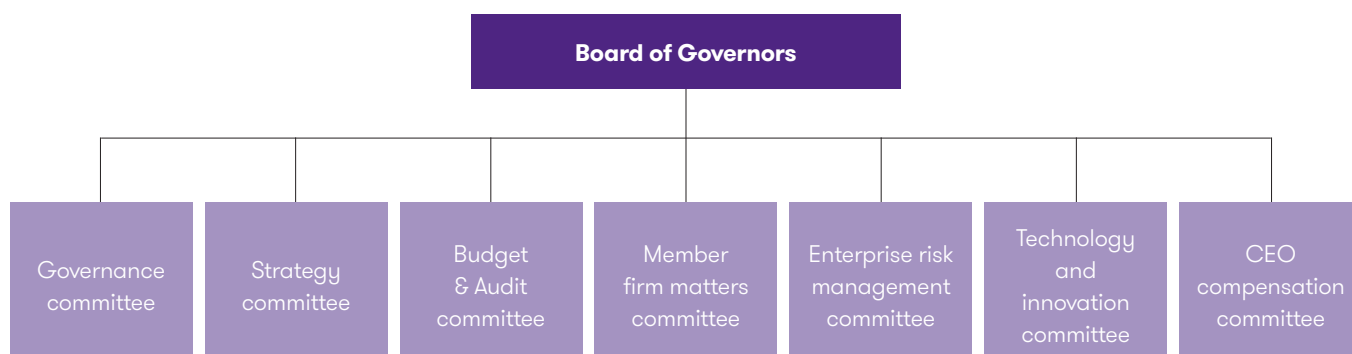 Board of Governors
Governance
committee
Strategy
committee
Budget
& Audit
committee
Member
firm matters
committee
Enterprise risk
management
committee
Technology
and
innovation
committee
CEO
compensation
committee